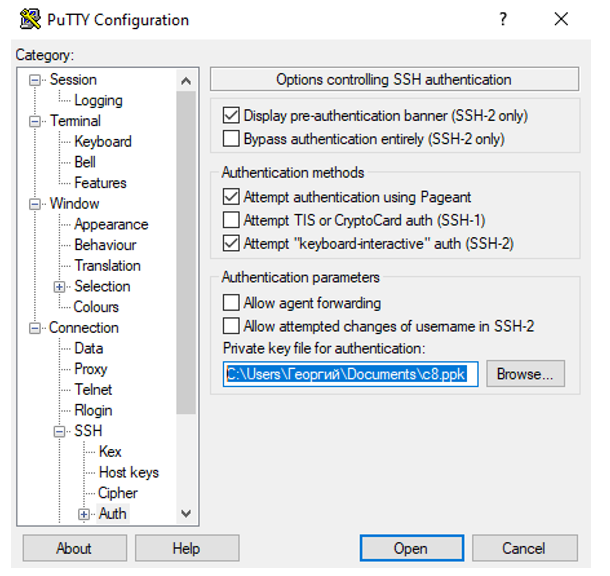 PuTTY Configuration
?
Category:
Session
Logging
Terminal
Keyboard
Bell
Features
Window
Appearance
Behaviour
Translation
Selection
Colours
Connection
Data
Proxy
Telnet
Rlogin
SSH
Kex
Host keys
Cipher
Auth
Options controlling SSH authentication
Display pre-authentication banner (SSH-2 only)
Bypass authentication entirely (SSH-2 only)
Authentication methods
Attempt authentication using Pageant
Attempt TIS or CryptoCard auth (SSH-1)
Attempt "keyboard-interactive" auth (SSH-2)
Authentication parameters
Allow agent forwarding
Allow attempted changes of username in SSH-2
Private key file for authentication:
C:\Users\Георгий\Documents\c8.ppk Browse...
About Help Open Cancel